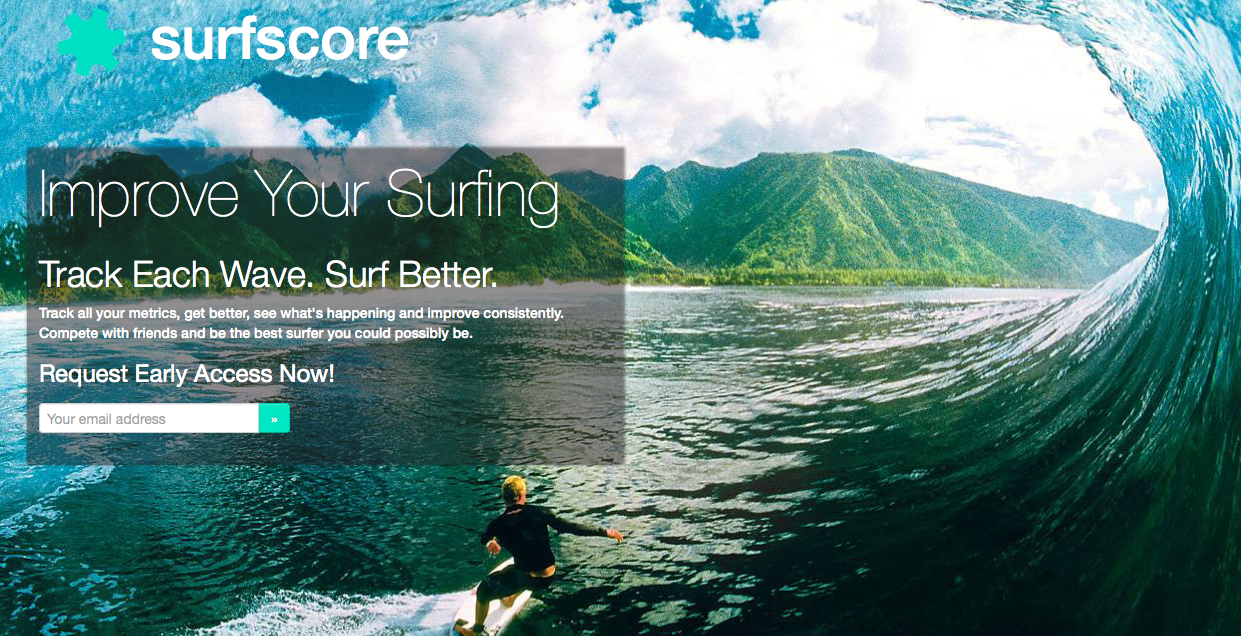 surfscore
Improve Your Surfing
Track Each Wave. Surf Better.
Track all your metrics, get better, see what's happening and improve consistently.
Compete with friends and be the best surfer you could possibly be.
Request Early Access Now!
Your email address »